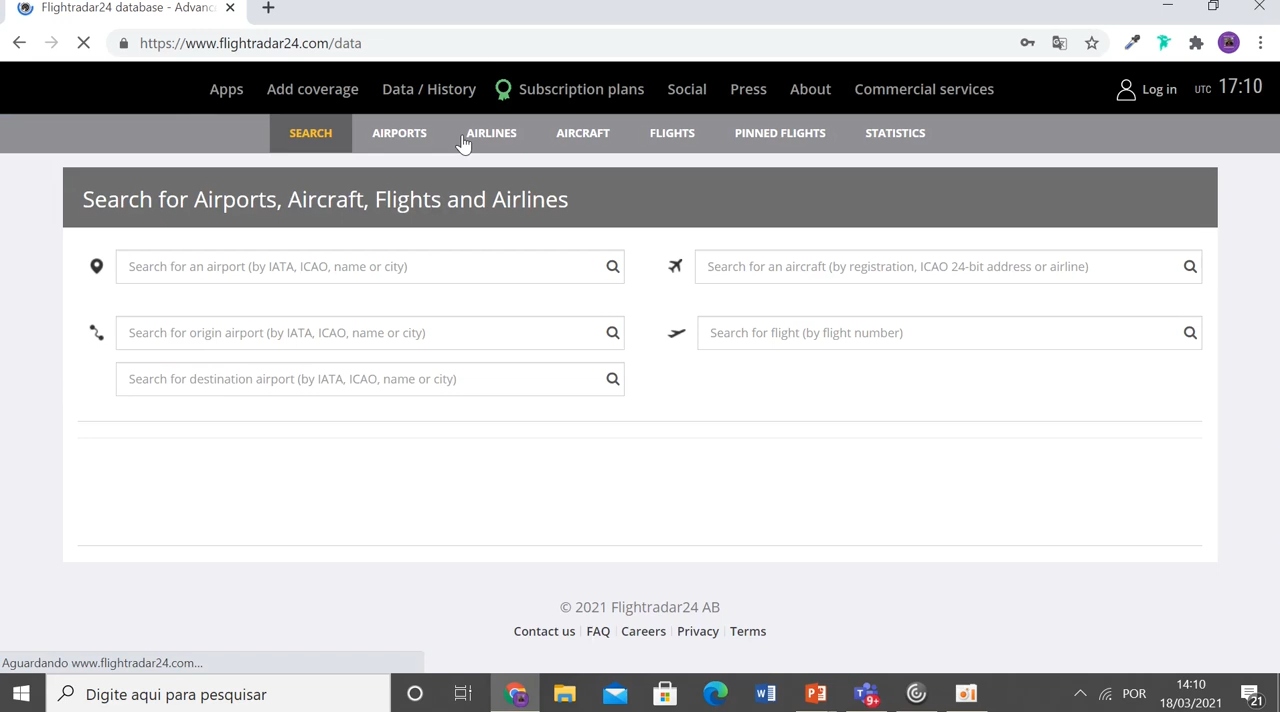 Flightradar24 database - Advanc
https://www.flightradar24.com/data
Apps Add coverage Data / History Subscription plans Social Press About Commercial services Log in UTC 17:10
SEARCH AIRPORTS AIRLINES AIRCRAFT FLIGHTS PINNED FLIGHTS STATISTICS
Search for Airports, Aircraft, Flights and Airlines
Search for an airport (by IATA, ICAO, name or city) Search for an aircraft (by registration, ICAO 24-bit address or airline)
Search for origin airport (by IATA, ICAO, name or city) Search for flight (by flight number)
Search for destination airport (by IATA, ICAO, name or city)
© 2021 Flightradar24 AB
Contact us FAQ Careers Privacy Terms
Aguardando www.flightradar24.com...
Digite aqui para pesquisar 9+ POR 14:10 21
18/03/2021